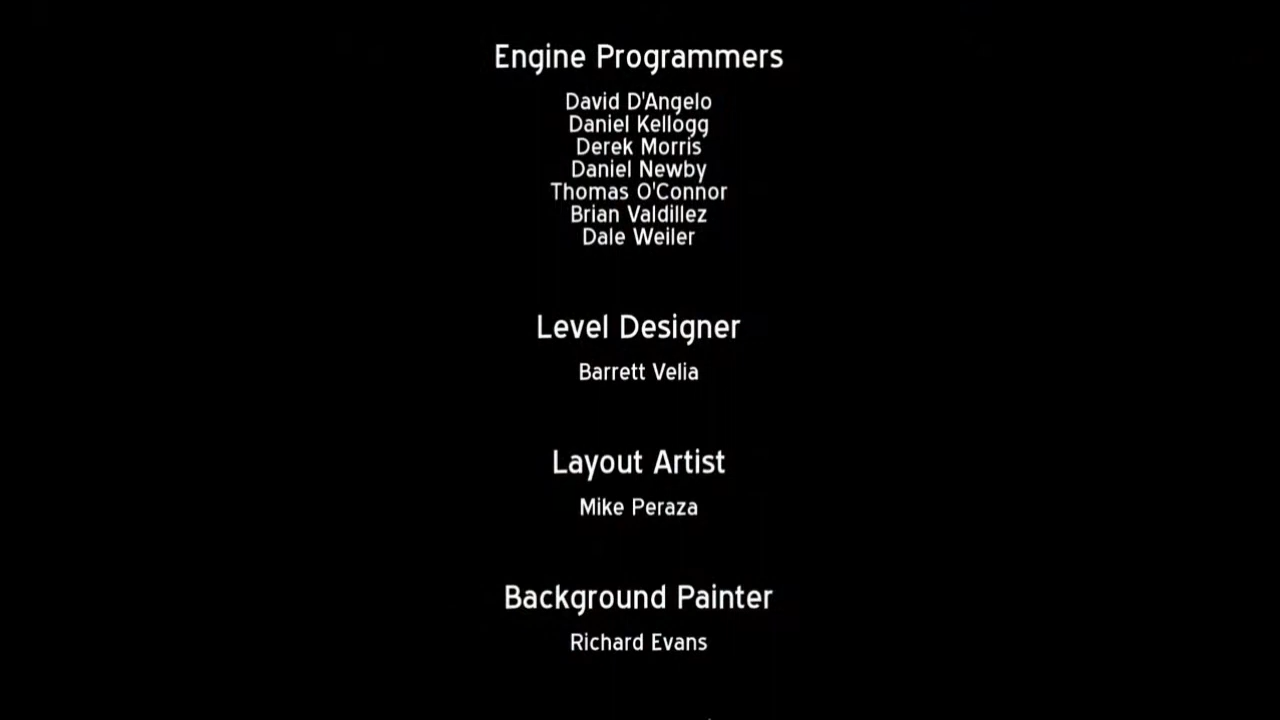 Engine Programmers
David D'Angelo
Daniel Kellogg
Derek Morris
Daniel Newby
Thomas O'Connor
Brian Valdillez
Dale Weiler
Level Designer
Barrett Velia
Layout Artist
Mike Peraza
Background Painter
Richard Evans